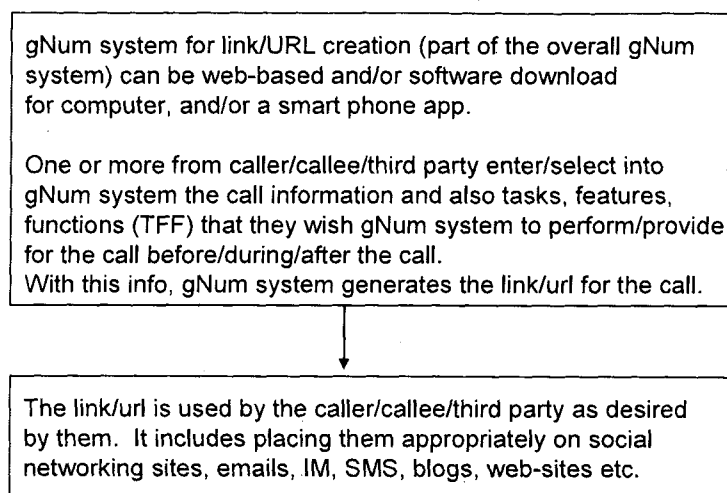 gNum system for link/URL creation (part of the overall gNum
system) can be web-based and/or software download
for computer, and/or a smart phone app.
One or more from caller/callee/third party enter/select into
gNum system the call information and also tasks, features,
functions (TFF) that they wish gNum system to perform/provide
for the call before/during/after the call.
With this info, gNum system generates the link/url for the call.
The link/url is used by the caller/callee/third party as desired
by them. It includes placing them appropriately on social
networking sites, emails, IM, SMS, blogs, web-sites etc.